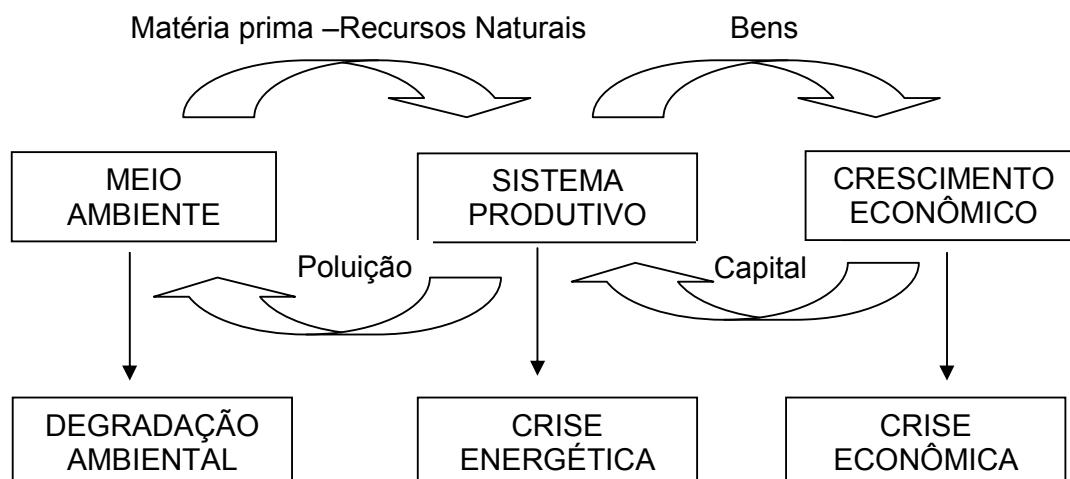 Matéria prima –Recursos Naturais
Bens
MEIO
AMBIENTE
SISTEMA
PRODUTIVO
CRESCIMENTO
ECONÔMICO
Poluição
Capital
DEGRADAÇÃO
AMBIENTAL
CRISE
ENERGÉTICA
CRISE
ECONÔMICA